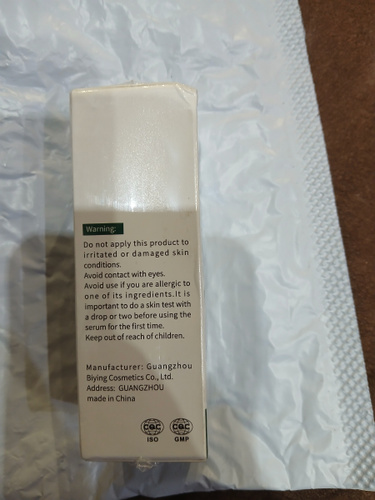 Warning:
Do not apply this product to
irritated or damaged skin
conditions.
Avoid contact with eyes.
Avoid use if you are allergic to
one of its ingredients.It is
important to do a skin test with
a drop or two before using the
serum for the first time.
Keep out of reach of children.
Manufacturer: Guangzhou
Biying Cosmetics Co., Ltd.
Address: GUANGZHOU
made in China
CQC CQC
ISO GMP